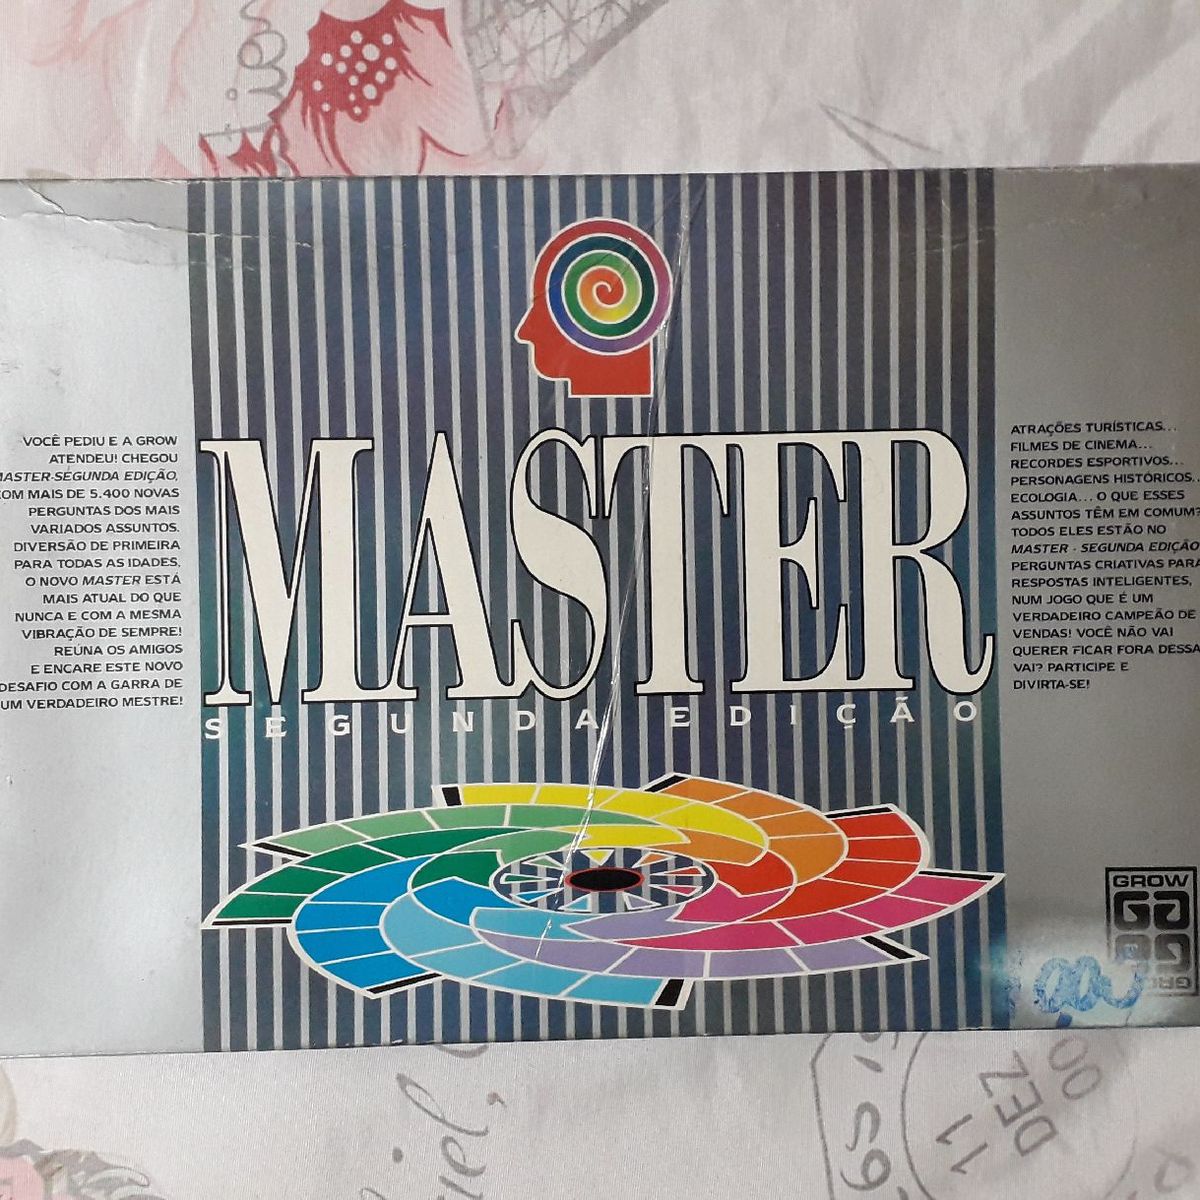 MASTER
SEGUNDA EDIÇÃO
VOCÊ PEDIU E A GROW
ATENDEU! CHEGOU
MASTER-SEGUNDA EDIÇÃO,
COM MAIS DE 5.400 NOVAS
PERGUNTAS DOS MAIS
VARIADOS ASSUNTOS.
DIVERSÃO DE PRIMEIRA
PARA TODAS AS IDADES,
O NOVO MASTER ESTÁ
MAIS ATUAL DO QUE
NUNCA E COM A MESMA
VIBRAÇÃO DE SEMPRE!
REÚNA OS AMIGOS
E ENCARE ESTE NOVO
DESAFIO COM A GARRA DE
UM VERDADEIRO MESTRE!
ATRAÇÕES TURÍSTICAS...
FILMES DE CINEMA...
RECORDES ESPORTIVOS...
PERSONAGENS HISTÓRICOS...
ECOLOGIA... O QUE ESSES
ASSUNTOS TÊM EM COMUM?
TODOS ELES ESTÃO NO
MASTER - SEGUNDA EDIÇÃO
PERGUNTAS CRIATIVAS PARA
RESPOSTAS INTELIGENTES,
NUM JOGO QUE É UM
VERDADEIRO CAMPEÃO DE
VENDAS! VOCÊ NÃO VAI
QUERER FICAR FORA DESSA
VAI? PARTICIPE E
DIVIRTA-SE!
GROW
11
DEZ
00